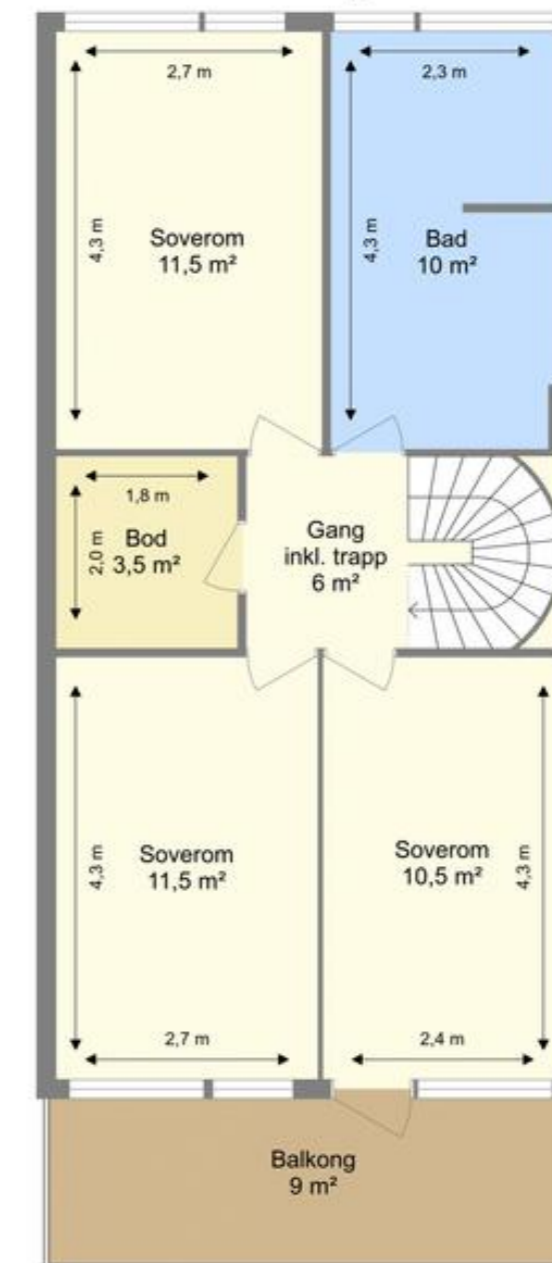 2,7 m
2,3 m
4,3 m
Soverom
11,5 m²
4,3 m
Bad
10 m²
1,8 m
2,0 m
Bod
3,5 m²
Gang
inkl. trapp
6 m²
4,3 m
Soverom
11,5 m²
Soverom
10,5 m²
4,3 m
2,7 m
2,4 m
Balkong
9 m²